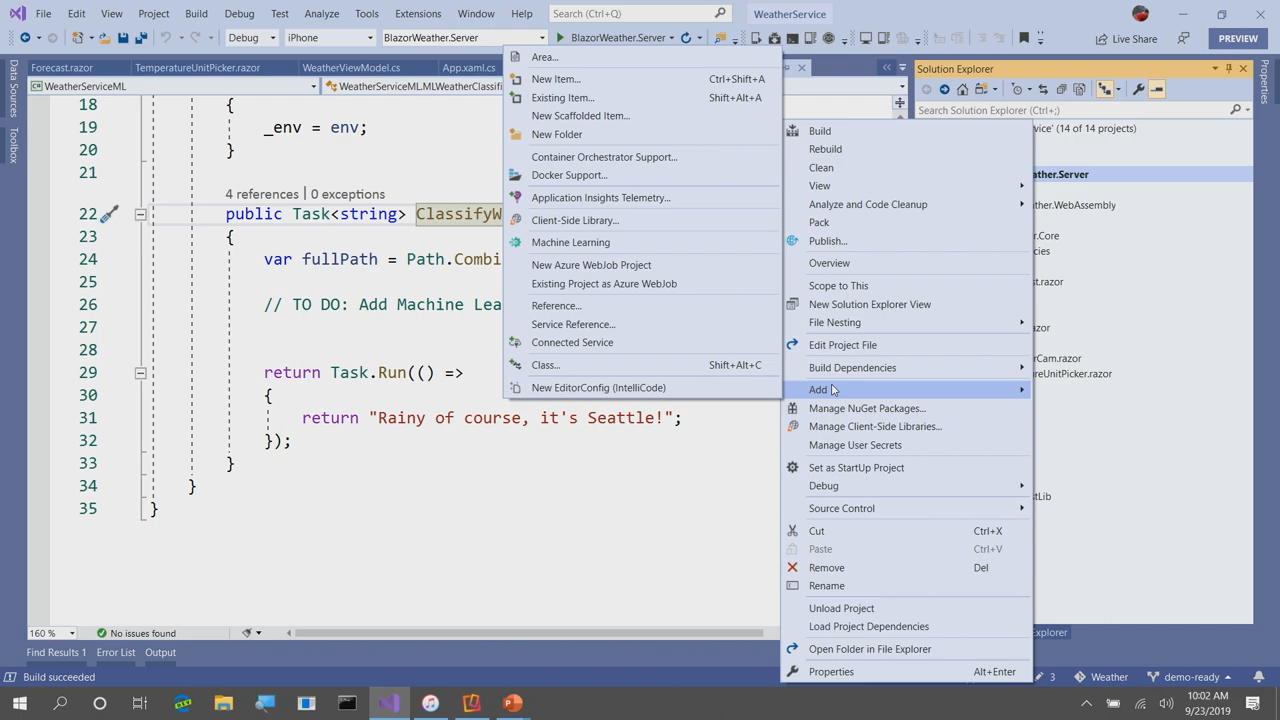 File Edit View Project Build Debug Test Analyze Tools Extensions Window Help Search (Ctrl+Q) WeatherService
Debug iPhone BlazorWeather.Server BlazorWeather.Server Live Share PREVIEW
Forecast.razor TemperatureUnitPicker.razor WeatherViewModel.cs App.xaml.cs
WeatherServiceML WeatherServiceML.MLWeatherClassifi
Data Sources
Toolbox
18 {
19 _env = env;
20 }
21
4 references | 0 exceptions
22 public Task<string> ClassifyW
23 {
24 var fullPath = Path.Combi
25
26 // TO DO: Add Machine Lea
27
28
29 return Task.Run(() =>
30 {
31 return "Rainy of course, it's Seattle!";
32 });
33 }
34 }
35 }
160 % No issues found
Area...
New Item... Ctrl+Shift+A
Existing Item... Shift+Alt+A
New Scaffolded Item...
New Folder
Container Orchestrator Support...
Docker Support...
Application Insights Telemetry...
Client-Side Library...
Machine Learning
New Azure WebJob Project
Existing Project as Azure WebJob
Reference...
Service Reference...
Connected Service
Class... Shift+Alt+C
New EditorConfig (IntelliCode)
Build
Rebuild
Clean
View
Analyze and Code Cleanup
Pack
Publish...
Overview
Scope to This
New Solution Explorer View
File Nesting
Edit Project File
Build Dependencies
Add
Manage NuGet Packages...
Manage Client-Side Libraries...
Manage User Secrets
Set as StartUp Project
Debug
Source Control
Cut Ctrl+X
Paste Ctrl+V
Remove Del
Rename
Unload Project
Load Project Dependencies
Open Folder in File Explorer
Properties Alt+Enter
Solution Explorer
Search Solution Explorer (Ctrl+;)
vice' (14 of 14 projects)
ather.Server
ather.WebAssembly
.Core
cies
st.razor
zor
rCam.razor
tureUnitPicker.razor
stLib
Explorer
Properties
Find Results 1 Error List Output
Build succeeded 3 Weather demo-ready
10:02 AM
9/23/2019